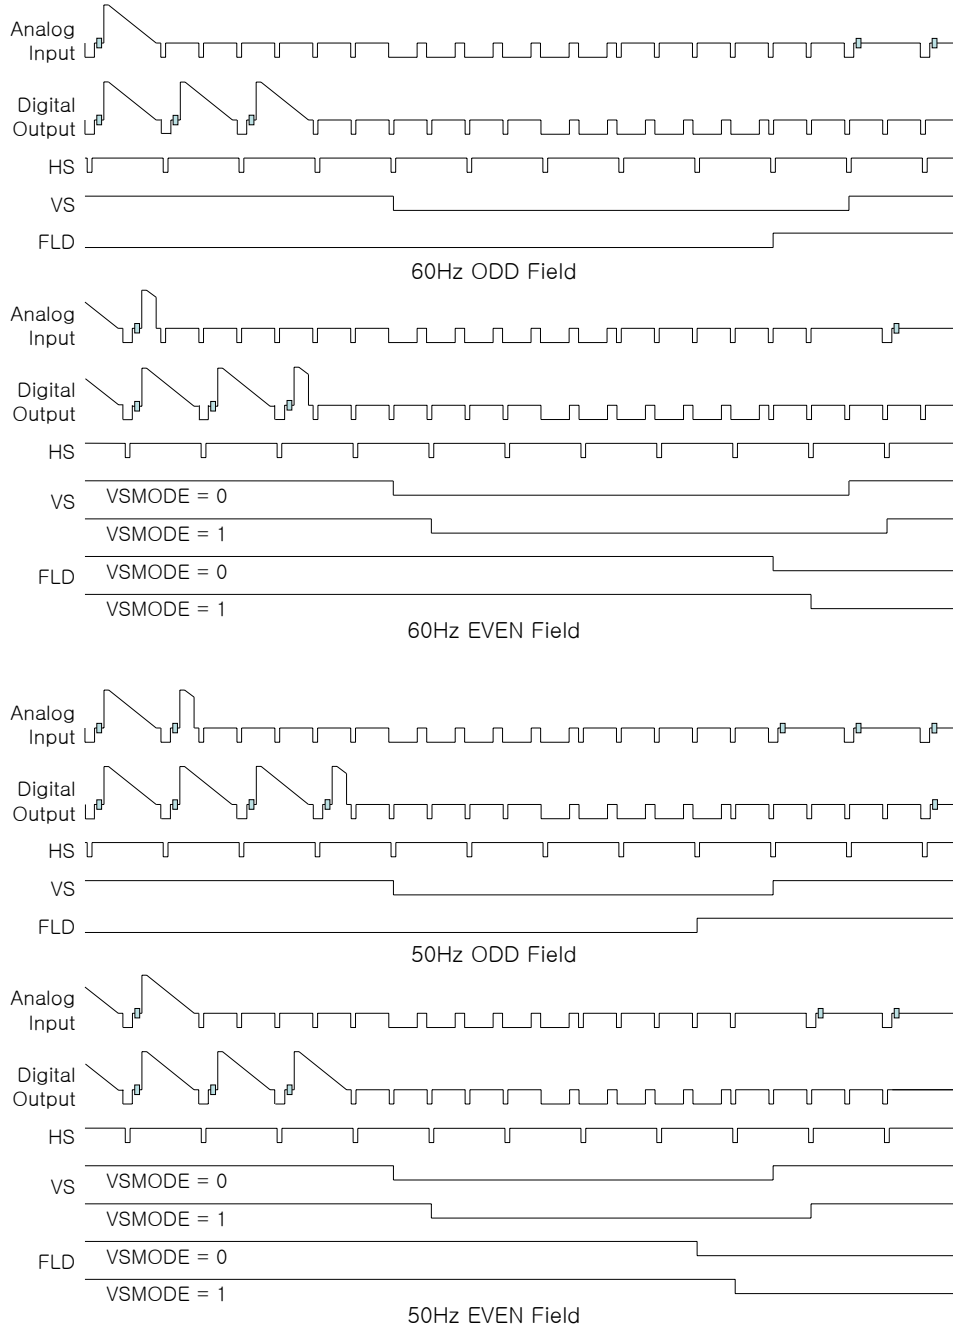 Analog
Input
Digital
Output
HS
VS
FLD
60Hz ODD Field
Analog
Input
Digital
Output
HS
VS
VSMODE = 0
VSMODE = 1
FLD
VSMODE = 0
VSMODE = 1
60Hz EVEN Field
Analog
Input
Digital
Output
HS
VS
FLD
50Hz ODD Field
Analog
Input
Digital
Output
HS
VS
VSMODE = 0
VSMODE = 1
FLD
VSMODE = 0
VSMODE = 1
50Hz EVEN Field